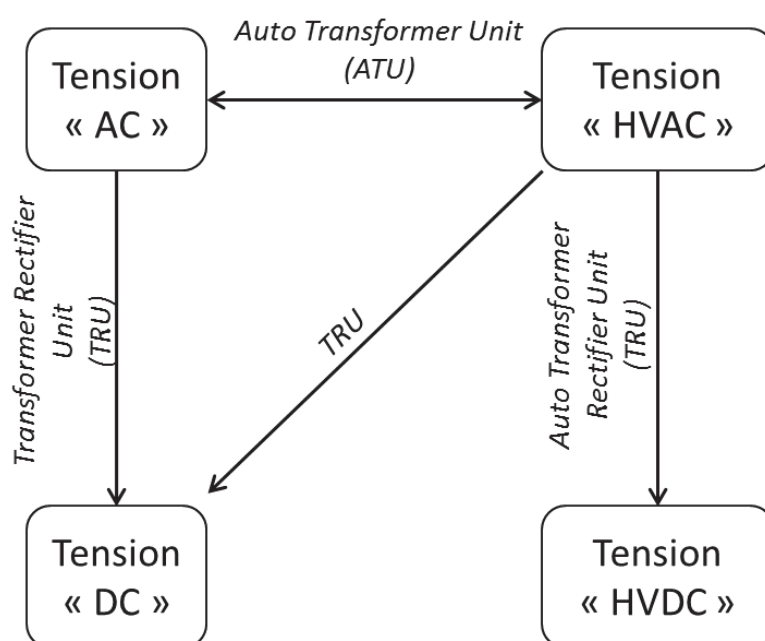 Auto Transformer Unit
(ATU)
Tension
« AC »
Tension
« HVAC »
Transformer Rectifier
Unit
(TRU)
TRU
Auto Transformer
Rectifier Unit
(TRU)
Tension
« DC »
Tension
« HVDC »